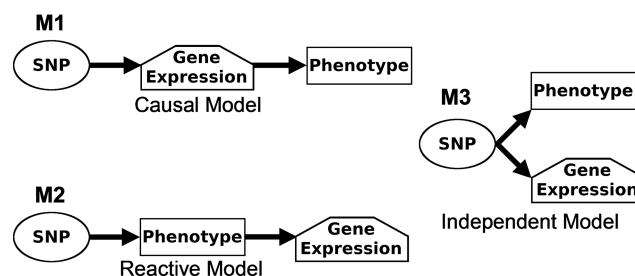 M1
SNP
Gene
Expression
Phenotype
Causal Model
M2
SNP
Phenotype
Gene
Expression
Reactive Model
M3
SNP
Phenotype
Gene
Expression
Independent Model